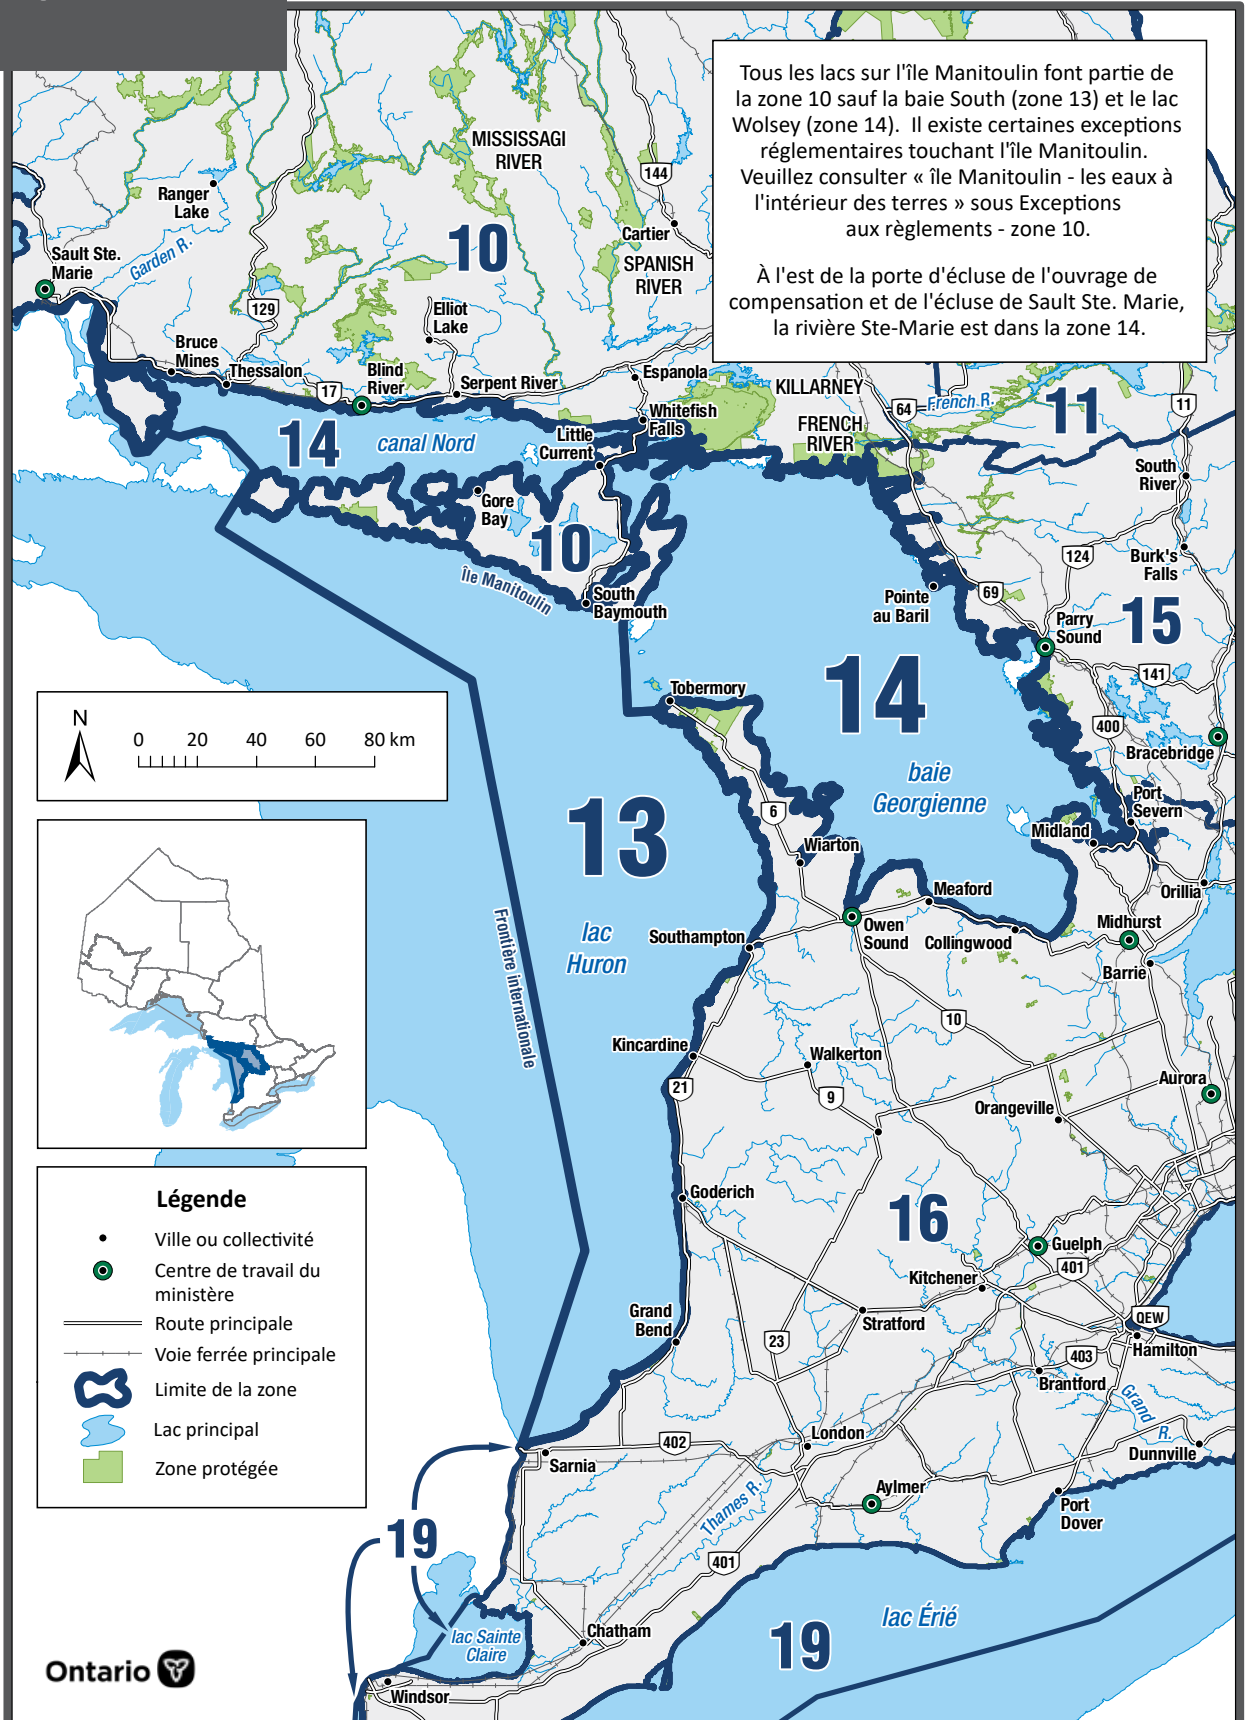 Tous les lacs sur l'île Manitoulin font partie de
la zone 10 sauf la baie South (zone 13) et le lac
Wolsey (zone 14). Il existe certaines exceptions
réglementaires touchant l'île Manitoulin.
Veuillez consulter « île Manitoulin - les eaux à
l'intérieur des terres » sous Exceptions
aux règlements - zone 10.
À l'est de la porte d'écluse de l'ouvrage de
compensation et de l'écluse de Sault Ste. Marie,
la rivière Ste-Marie est dans la zone 14.
MISSISSAGI
RIVER
144
Ranger
Lake
Cartier
10
Garden R.
Sault Ste.
Marie
SPANISH
RIVER
129
Elliot
Lake
Bruce
Mines
Thessalon
17
Blind
River
Serpent River
Espanola
KILLARNEY
64
French R.
11
11
Whitefish
Falls
FRENCH
RIVER
14
canal Nord
Little
Current
South
River
Gore
Bay
10
124
Burk's
Falls
île Manitoulin
South
Baymouth
Pointe
au Baril
69
Parry
Sound
15
141
14
Tobermory
400
Bracebridge
N
0 20 40 60 80 km
baie
Georgienne
Port
Severn
13
6
Midland
Wiarton
Orillia
Meaford
Owen
Sound
Midhurst
Collingwood
Southampton
lac
Huron
Frontière internationale
Barrie
10
Kincardine
Walkerton
21
9
Orangeville
Aurora
Légende
Ville ou collectivité
Centre de travail du
ministère
Route principale
Voie ferrée principale
Limite de la zone
Lac principal
Zone protégée
Goderich
16
Guelph
401
Kitchener
Grand
Bend
Stratford
QEW
23
Hamilton
403
Brantford
Grand
R.
London
402
Dunnville
Sarnia
Aylmer
Thames R.
Port
Dover
19
401
Chatham
lac Sainte
Claire
lac Érié
19
Windsor
Ontario